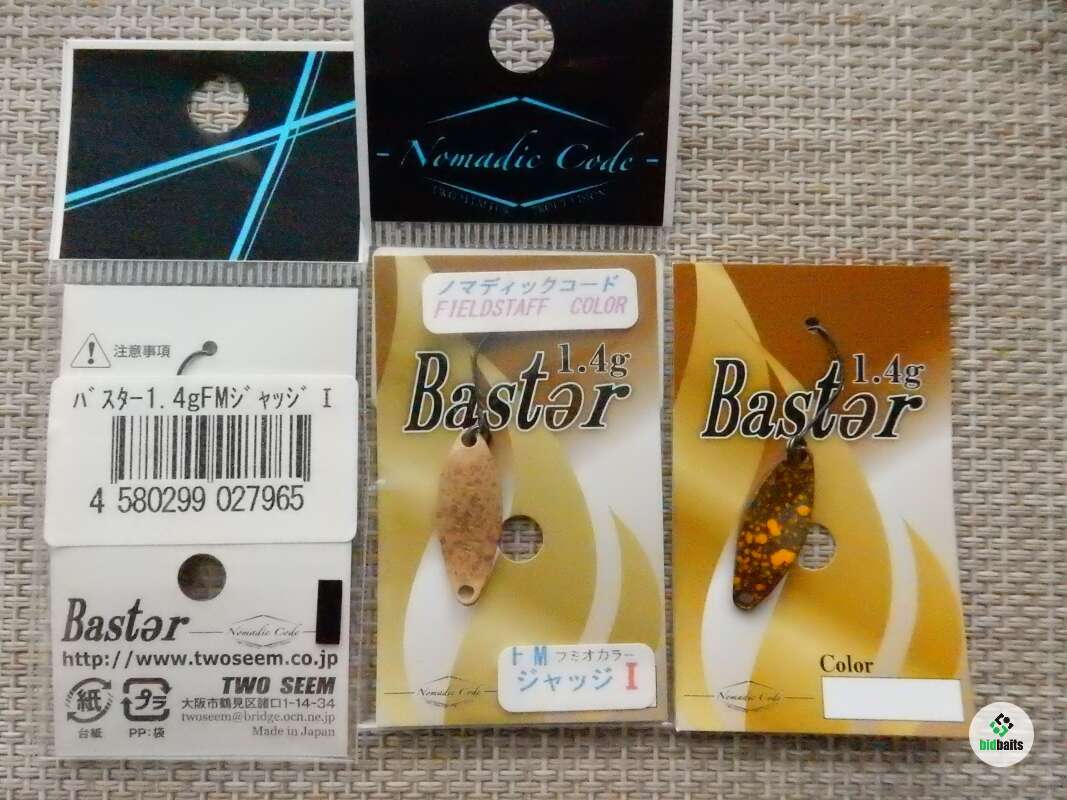 注意事項
バスター1.4gFMジャッジ I
4 580299 027965
Bastər
Nomadic Code
http://www.twoseem.co.jp
TWO SEEM
紙
プラ
大阪市鶴見区諸口1-14-34
twoseem@bridge.ocn.ne.jp
台紙
PP:袋
Made in Japan
- Nomadic Code -
ノマディックコード
FIELDSTAFF COLOR
1.4g
Bastər
FM フミオカラー
ジャッジ I
Nomadic Code
1.4g
Bastər
Color
Nomadic Code
bidbaits